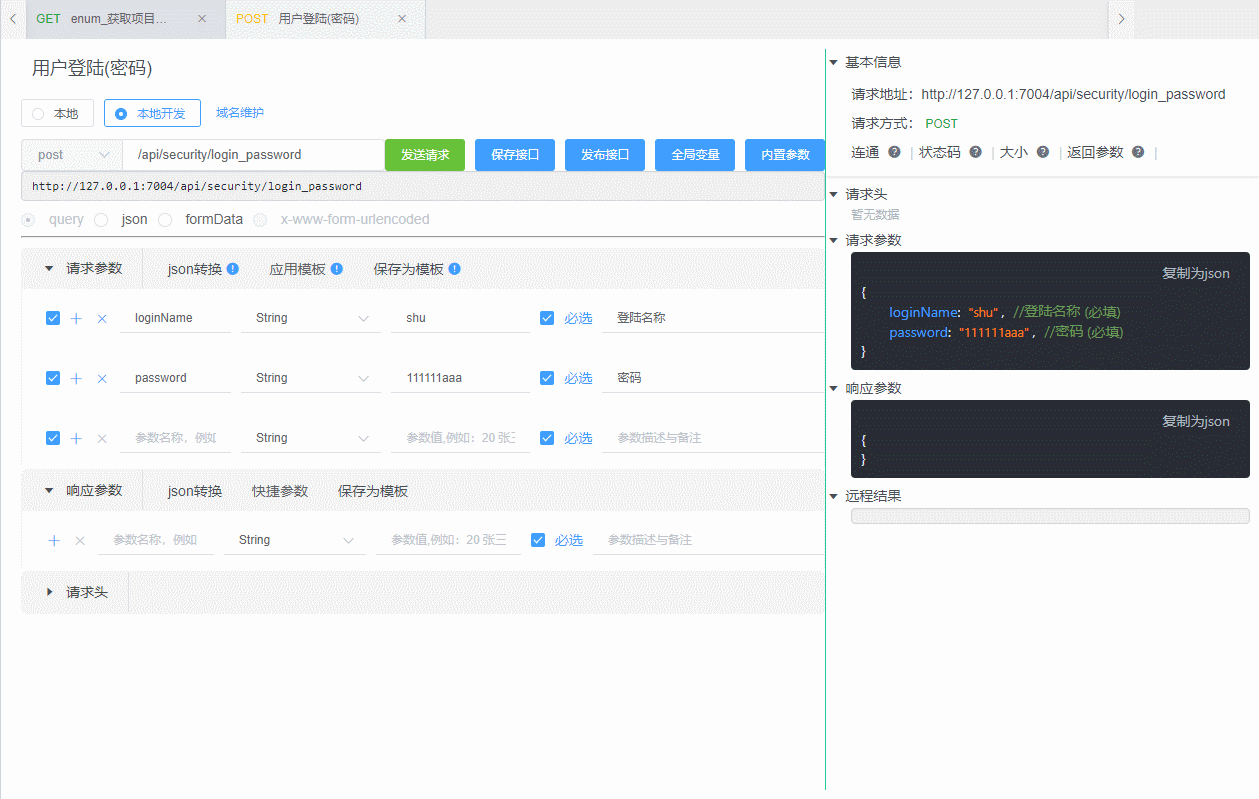 GET enum_获取项目... POST 用户登陆(密码)
用户登陆(密码)
本地 本地开发 域名维护
post /api/security/login_password 发送请求 保存接口 发布接口 全局变量 内置参数
http://127.0.0.1:7004/api/security/login_password
query json formData x-www-form-urlencoded
请求参数 json转换 应用模板 保存为模板
loginName String shu 必选 登陆名称
password String 111111aaa 必选 密码
参数名称，例如 String 参数值,例如：20 张三 必选 参数描述与备注
响应参数 json转换 快捷参数 保存为模板
参数名称，例如 String 参数值,例如：20 张三 必选 参数描述与备注
请求头
基本信息
请求地址：http://127.0.0.1:7004/api/security/login_password
请求方式： POST
连通 ? | 状态码 ? | 大小 ? | 返回参数 ? |
请求头
暂无数据
请求参数
复制为json
{
loginName: "shu", //登陆名称 (必填)
password: "111111aaa", //密码 (必填)
}
响应参数
复制为json
{
}
远程结果